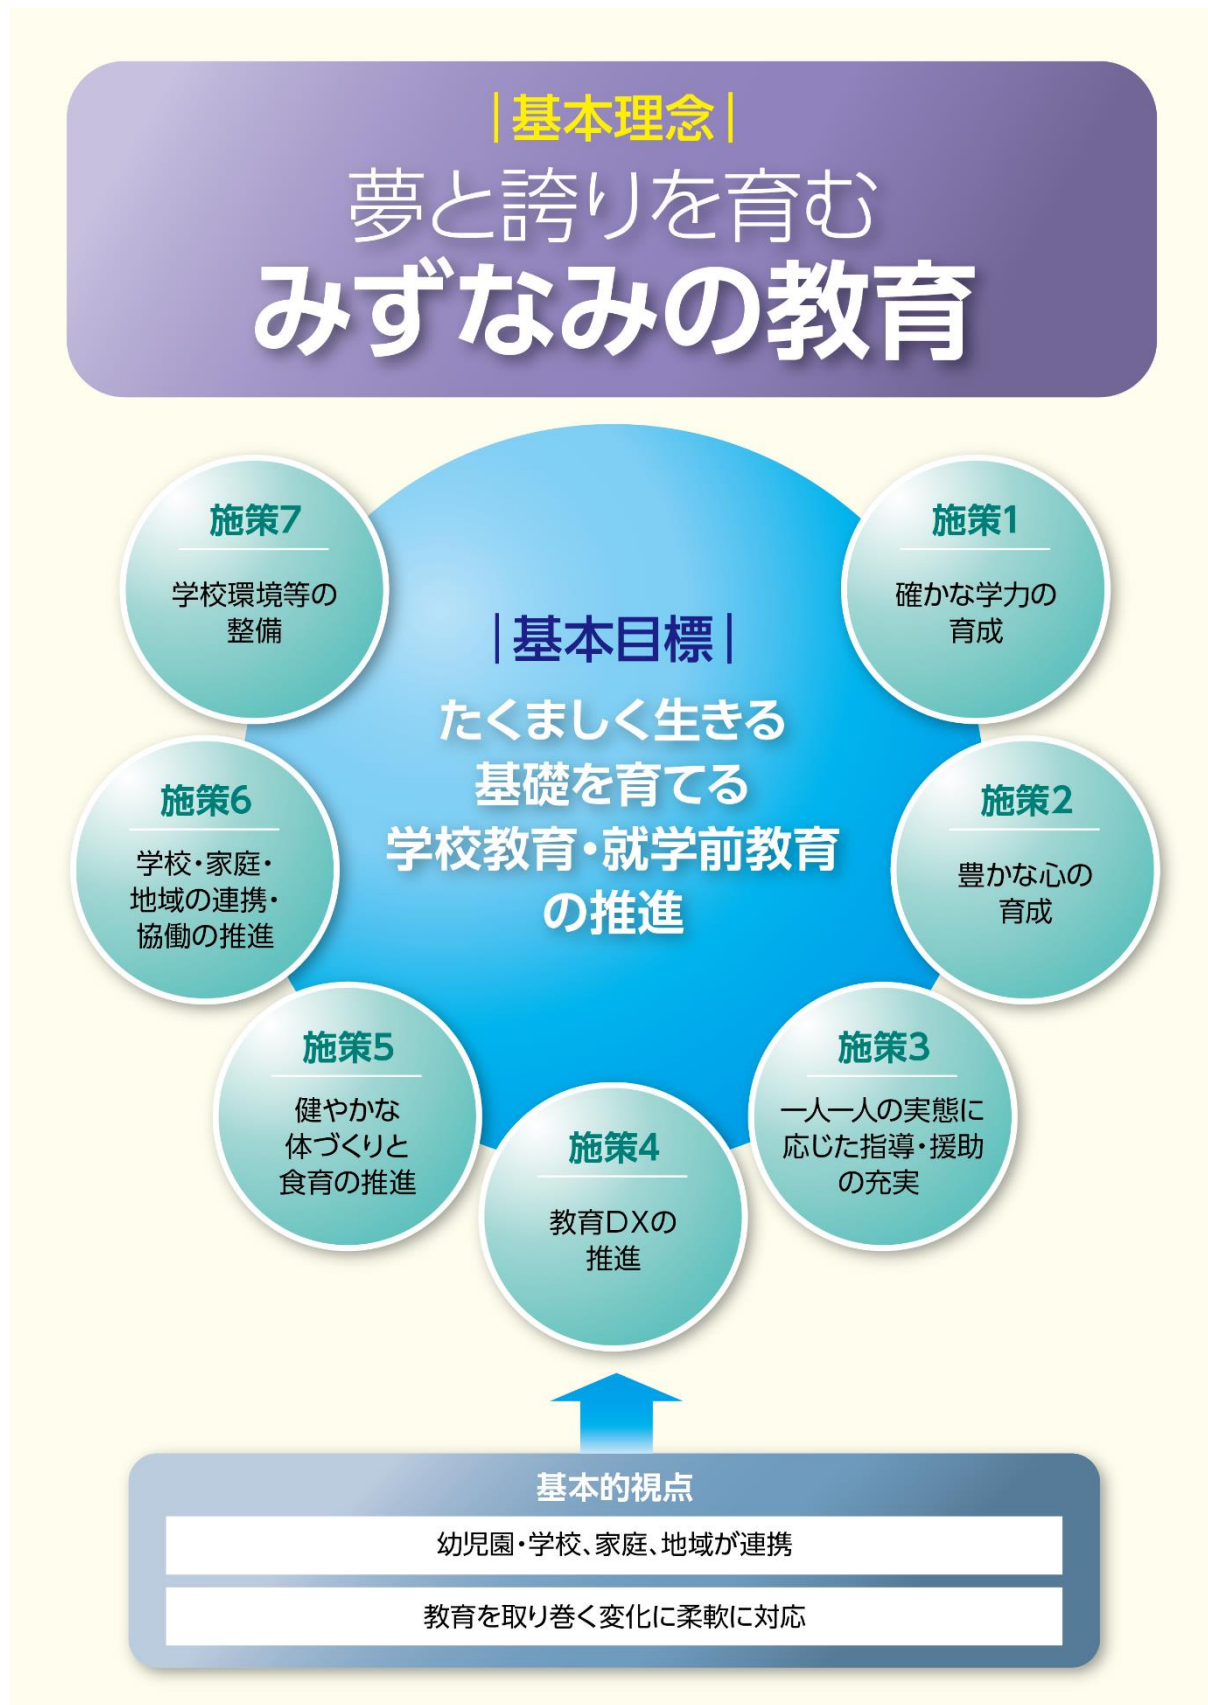 |基本理念|
夢と誇りを育む
みずなみの教育
|基本目標|
たくましく生きる
基礎を育てる
学校教育・就学前教育
の推進
施策1
確かな学力の
育成
施策2
豊かな心の
育成
施策3
一人一人の実態に
応じた指導・援助
の充実
施策4
教育DXの
推進
施策5
健やかな
体づくりと
食育の推進
施策6
学校・家庭・
地域の連携・
協働の推進
施策7
学校環境等の
整備
基本的視点
幼児園・学校、家庭、地域が連携
教育を取り巻く変化に柔軟に対応